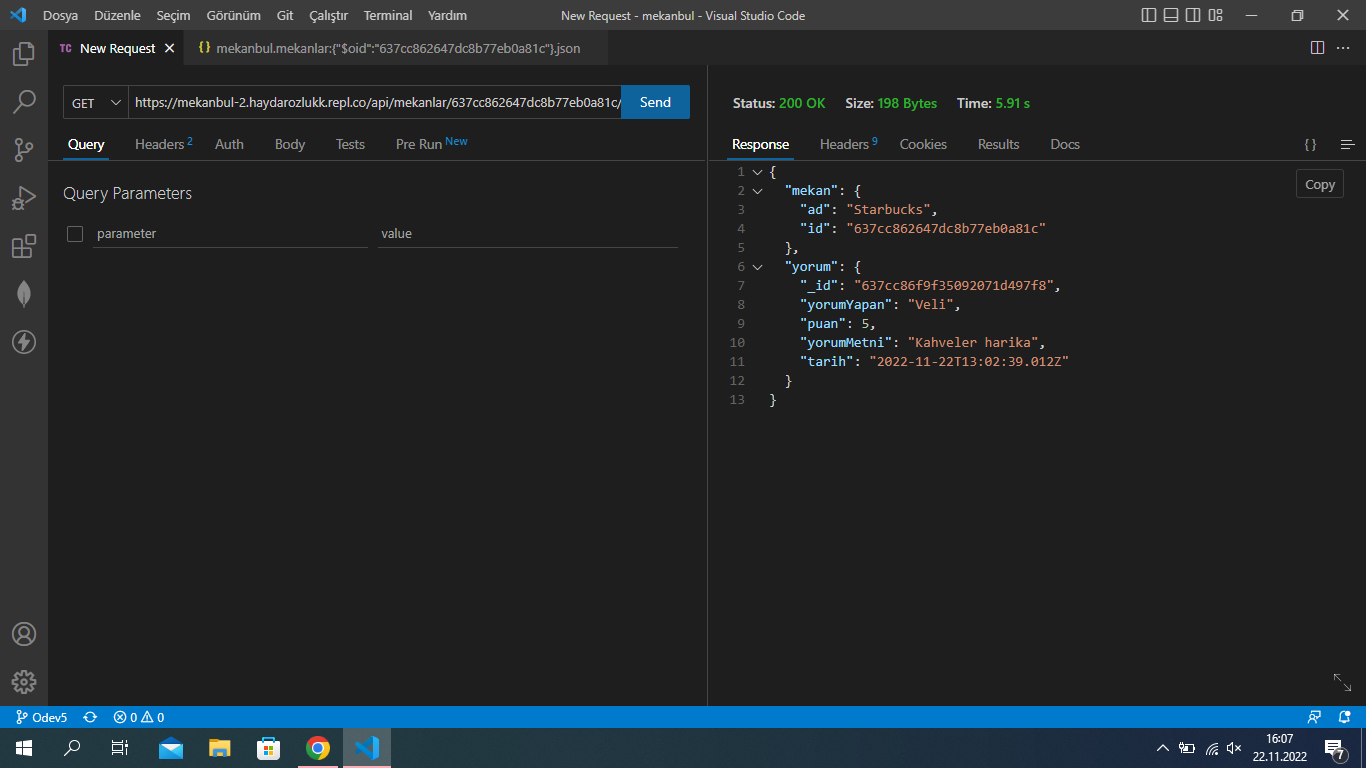 Dosya Düzenle Seçim Görünüm Git Çalıştır Terminal Yardım New Request - mekanbul - Visual Studio Code
TC New Request {} mekanbul.mekanlar:{"$oid":"637cc862647dc8b77eb0a81c"}.json
GET https://mekanbul-2.haydarozlukk.repl.co/api/mekanlar/637cc862647dc8b77eb0a81c/ Send
Status: 200 OK Size: 198 Bytes Time: 5.91 s
Query Headers 2 Auth Body Tests Pre Run New
Response Headers 9 Cookies Results Docs {}
Query Parameters
parameter value
Copy
1 {
2 "mekan": {
3 "ad": "Starbucks",
4 "id": "637cc862647dc8b77eb0a81c"
5 },
6 "yorum": {
7 "_id": "637cc86f9f35092071d497f8",
8 "yorumYapan": "Veli",
9 "puan": 5,
10 "yorumMetni": "Kahveler harika",
11 "tarih": "2022-11-22T13:02:39.012Z"
12 }
13 }
Odev5 0 0
16:07
22.11.2022
7